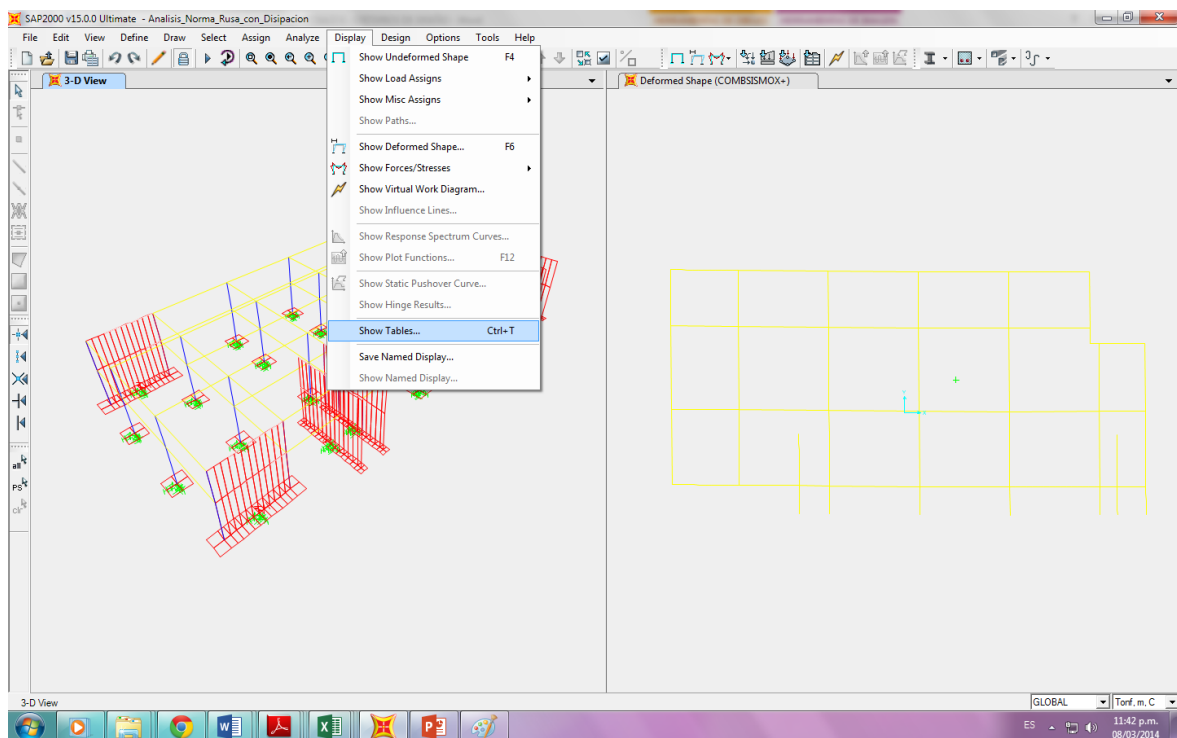 SAP2000 v15.0.0 Ultimate - Analisis_Norma_Rusa_con_Disipacion
File Edit View Define Draw Select Assign Analyze Display Design Options Tools Help
3-D View
Deformed Shape (COMBSISMOX+)
Show Undeformed Shape F4
Show Load Assigns
Show Misc Assigns
Show Paths...
Show Deformed Shape... F6
Show Forces/Stresses
Show Virtual Work Diagram...
Show Influence Lines...
Show Response Spectrum Curves...
Show Plot Functions... F12
Show Static Pushover Curve...
Show Hinge Results...
Show Tables... Ctrl+T
Save Named Display...
Show Named Display...
all
PS
clr
3-D View
GLOBAL
Tonf, m, C
ES
11:42 p.m.
08/03/2014